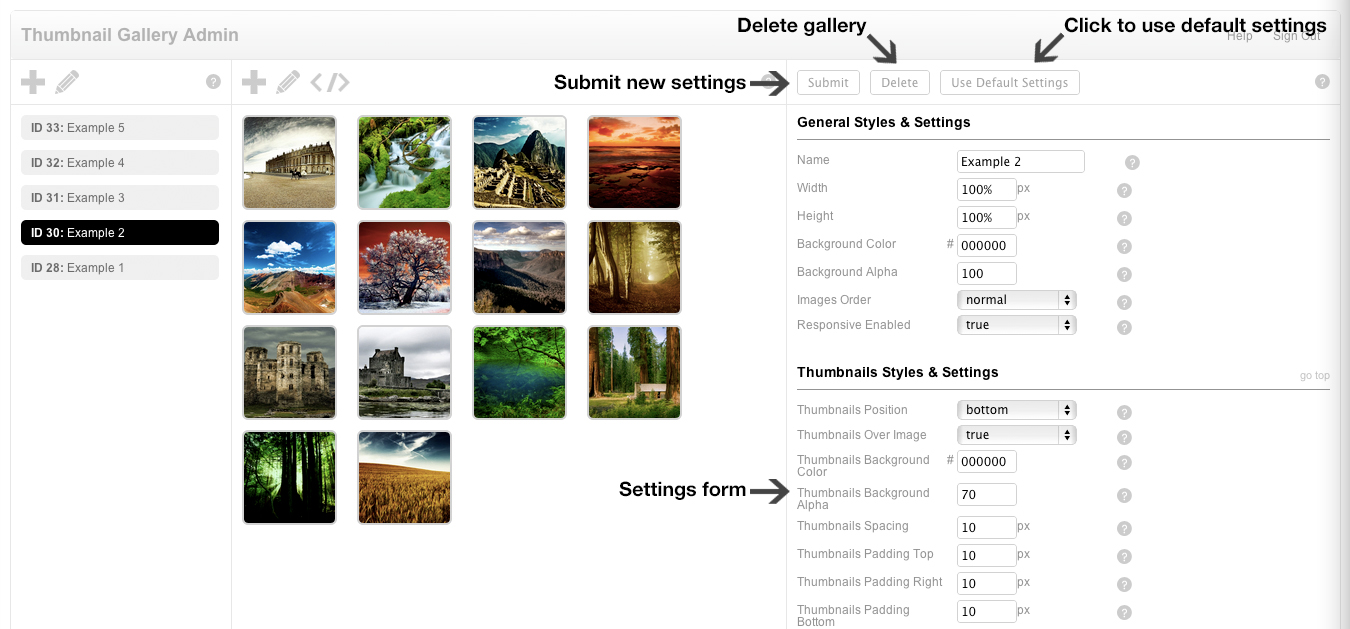 Delete gallery
Click to use default settings
Thumbnail Gallery Admin
Help Sign Out
Submit new settings
Submit
Delete
Use Default Settings
?
?
?
ID 33: Example 5
ID 32: Example 4
ID 31: Example 3
ID 30: Example 2
ID 28: Example 1
General Styles & Settings
Name Example 2 ?
Width 100% px ?
Height 100% px ?
Background Color # 000000 ?
Background Alpha 100 ?
Images Order normal ?
Responsive Enabled true ?
Thumbnails Styles & Settings go top
Thumbnails Position bottom ?
Thumbnails Over Image true ?
Thumbnails Background # 000000 ?
Color
Settings form
Thumbnails Background 70 ?
Alpha
Thumbnails Spacing 10 px ?
Thumbnails Padding Top 10 px ?
Thumbnails Padding Right 10 px ?
Thumbnails Padding 10 px ?
Bottom